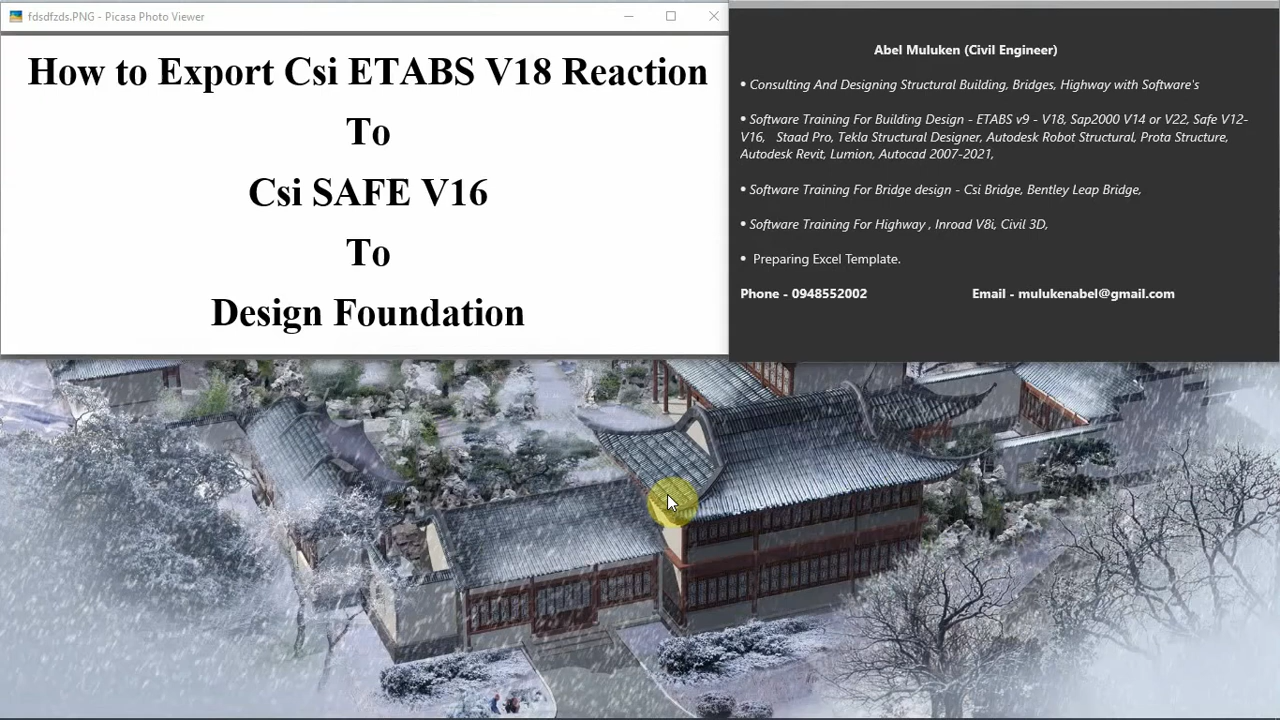 fdsdfzds.PNG - Picasa Photo Viewer
How to Export Csi ETABS V18 Reaction
To
Csi SAFE V16
To
Design Foundation
Abel Muluken (Civil Engineer)
• Consulting And Designing Structural Building, Bridges, Highway with Software's
• Software Training For Building Design - ETABS v9 - V18, Sap2000 V14 or V22, Safe V12-
V16, Staad Pro, Tekla Structural Designer, Autodesk Robot Structural, Prota Structure,
Autodesk Revit, Lumion, Autocad 2007-2021,
• Software Training For Bridge design - Csi Bridge, Bentley Leap Bridge,
• Software Training For Highway , Inroad V8i, Civil 3D,
• Preparing Excel Template.
Phone - 0948552002 Email - mulukenabel@gmail.com